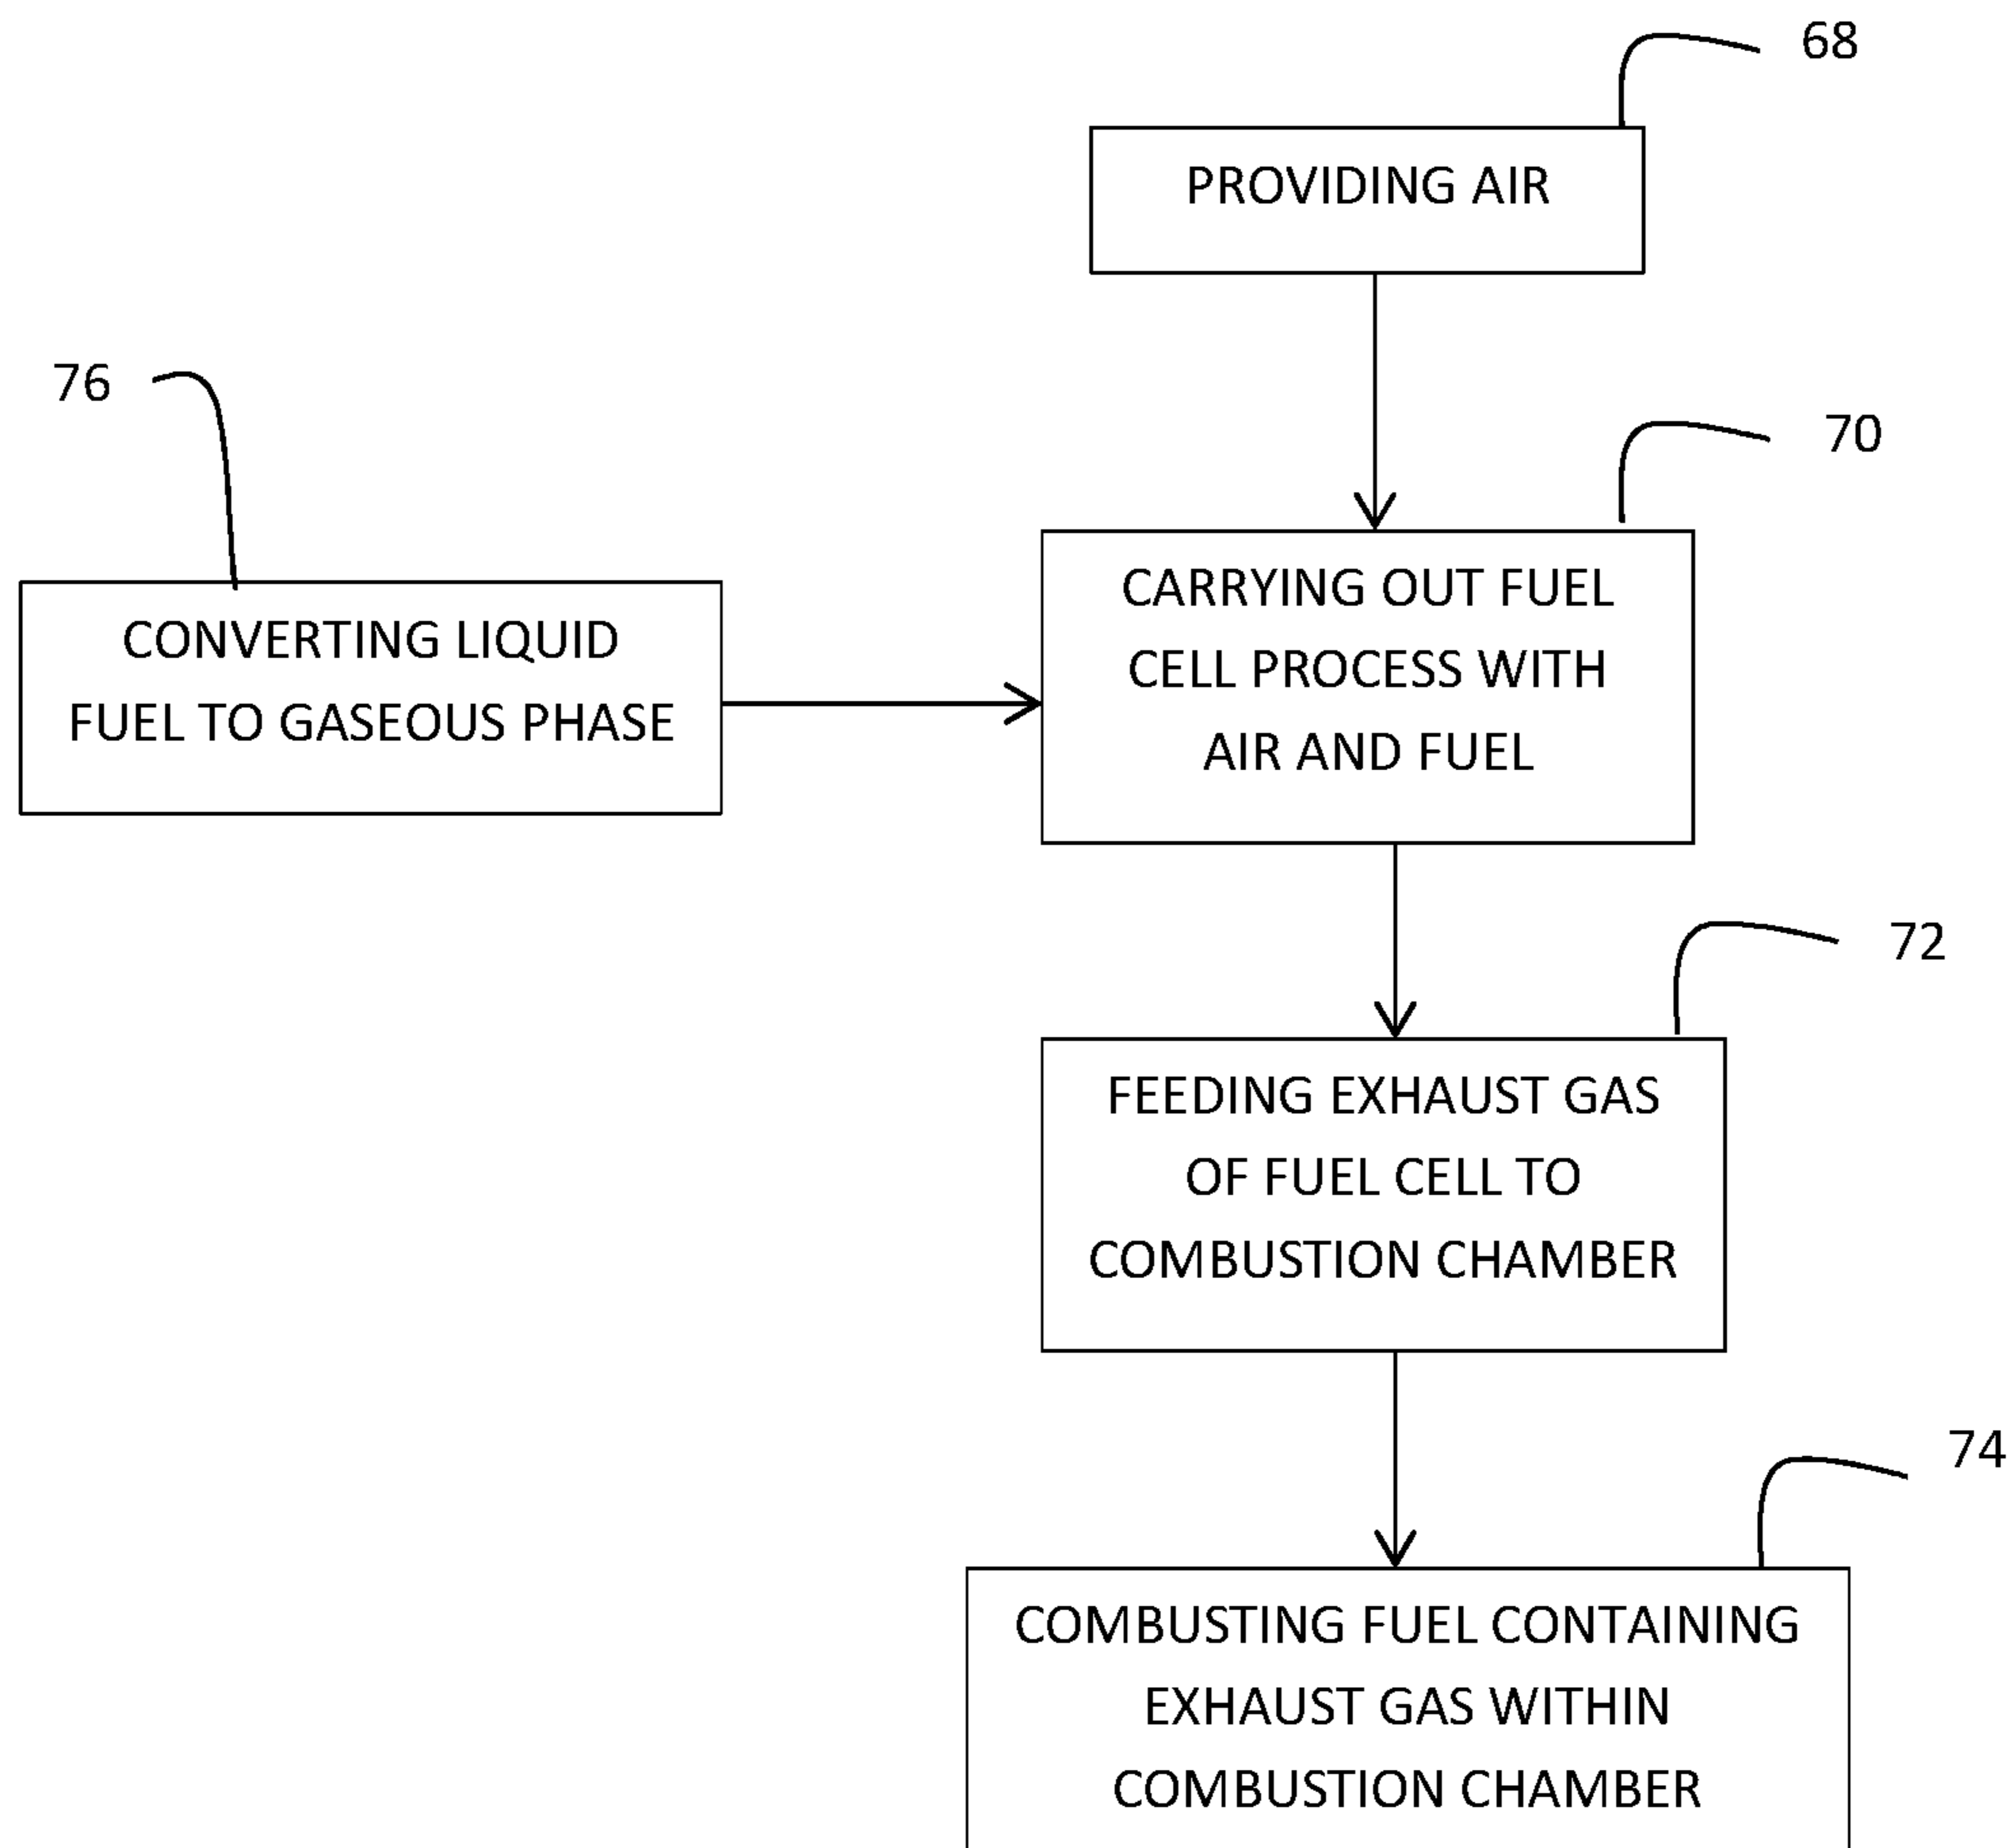 68
PROVIDING AIR
76
70
CONVERTING LIQUID
FUEL TO GASEOUS PHASE
CARRYING OUT FUEL
CELL PROCESS WITH
AIR AND FUEL
72
FEEDING EXHAUST GAS
OF FUEL CELL TO
COMBUSTION CHAMBER
74
COMBUSTING FUEL CONTAINING
EXHAUST GAS WITHIN
COMBUSTION CHAMBER